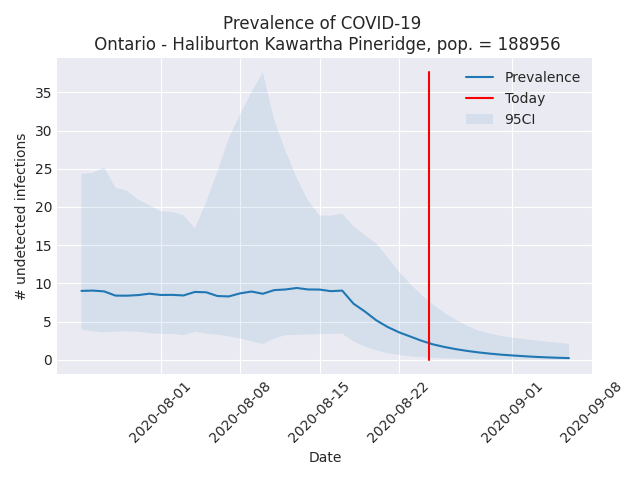 Prevalence of COVID-19
Ontario - Haliburton Kawartha Pineridge, pop. = 188956
Prevalence
Today
95CI
# undetected infections
35
30
25
20
15
10
5
0
2020-08-01
2020-08-08
2020-08-15
2020-08-22
2020-09-01
2020-09-08
Date